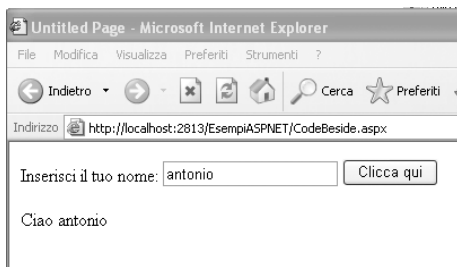 Untitled Page - Microsoft Internet Explorer
File Modifica Visualizza Preferiti Strumenti ?
Indietro Cerca Preferiti
Indirizzo http://localhost:2813/EsempiASPNET/CodeBeside.aspx
Inserisci il tuo nome: antonio Clicca qui
Ciao antonio